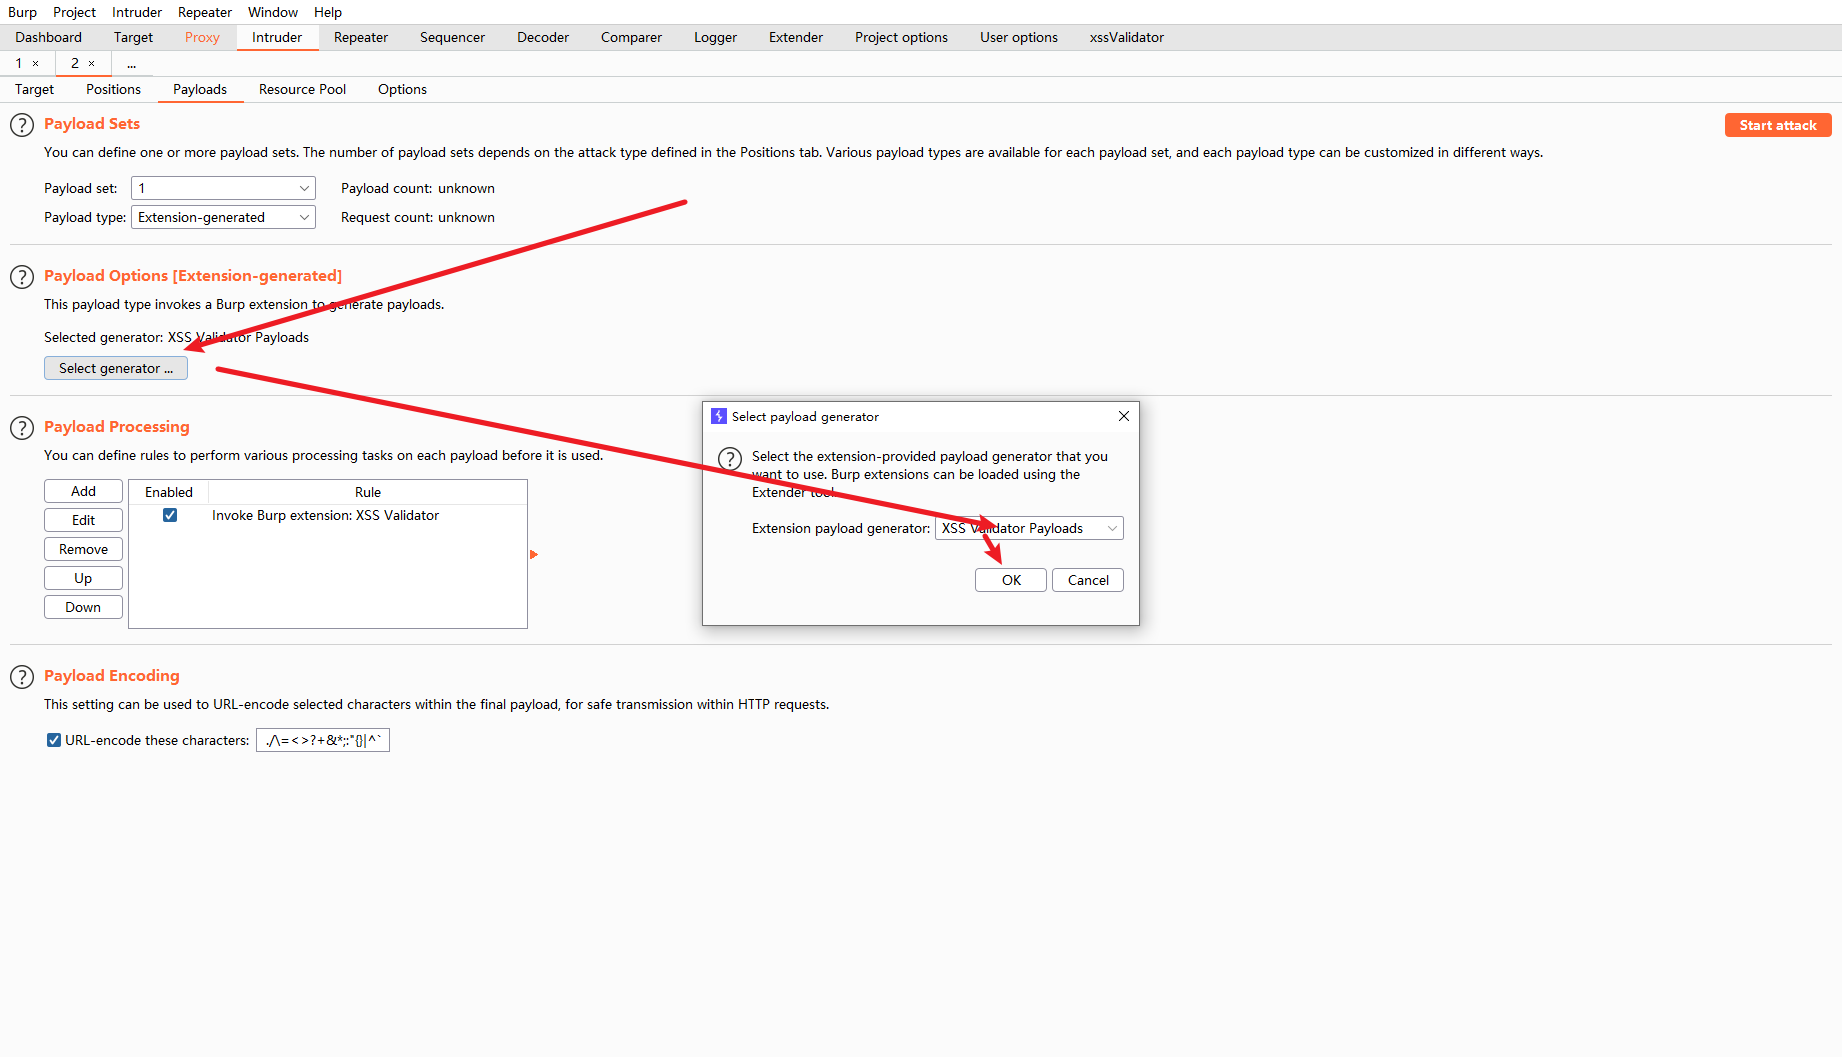 Burp Project Intruder Repeater Window Help
Dashboard Target Proxy Intruder Repeater Sequencer Decoder Comparer Logger Extender Project options User options xssValidator
1 × 2 × ...
Target Positions Payloads Resource Pool Options
? Payload Sets
Start attack
You can define one or more payload sets. The number of payload sets depends on the attack type defined in the Positions tab. Various payload types are available for each payload set, and each payload type can be customized in different ways.
Payload set: 1 Payload count: unknown
Payload type: Extension-generated Request count: unknown
? Payload Options [Extension-generated]
This payload type invokes a Burp extension to generate payloads.
Selected generator: XSS Validator Payloads
Select generator ...
? Payload Processing
You can define rules to perform various processing tasks on each payload before it is used.
Add
Edit
Remove
Up
Down
Enabled Rule
Invoke Burp extension: XSS Validator
Select payload generator
? Select the extension-provided payload generator that you
want to use. Burp extensions can be loaded using the
Extender tool.
Extension payload generator: XSS Validator Payloads
OK Cancel
? Payload Encoding
This setting can be used to URL-encode selected characters within the final payload, for safe transmission within HTTP requests.
URL-encode these characters: ./\=<>?+&*;:"{}|^`